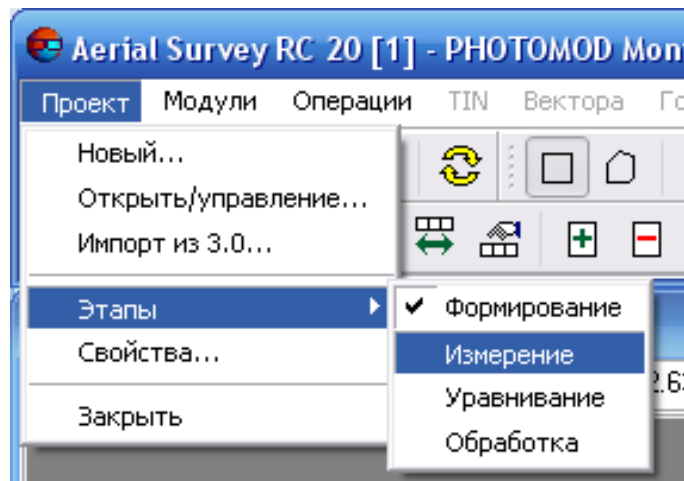 Aerial Survey RC 20 [1] - PHOTOMOD
Проект Модули Операции TIN Вектора
Новый...
Открыть/управление...
Импорт из 3.0...
Этапы
Формирование
Свойства...
Измерение
Уравнивание
Закрыть
Обработка